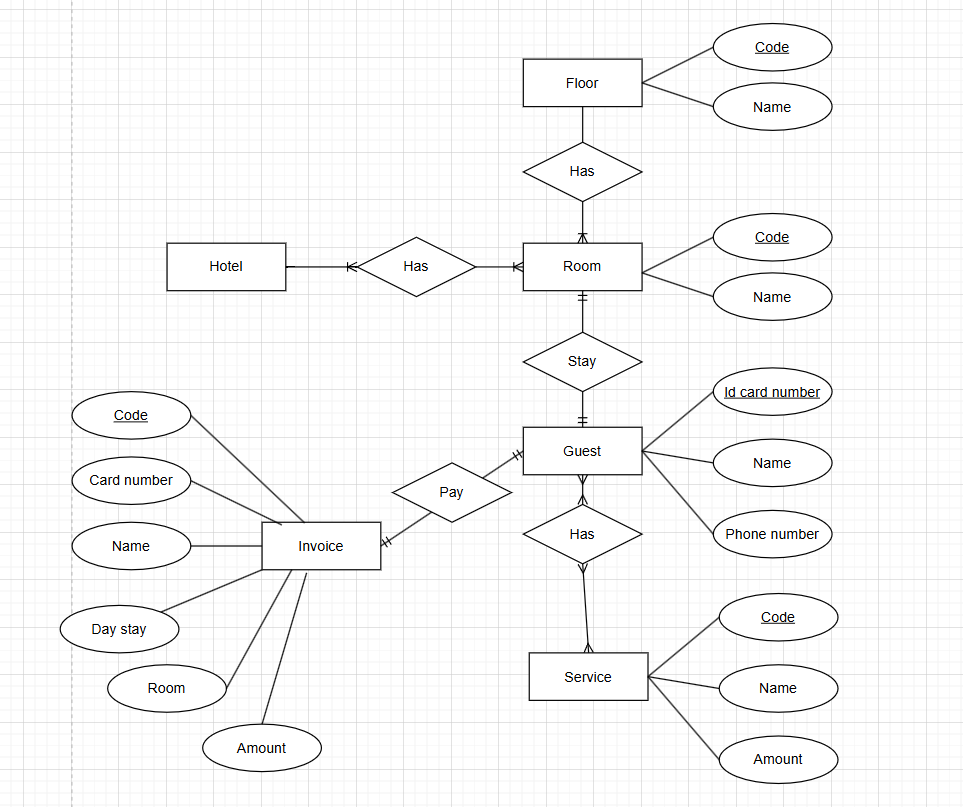 Code
Floor
Name
Has
Code
Hotel
Has
Room
Name
Stay
Id card number
Code
Guest
Name
Card number
Pay
Has
Phone number
Name
Invoice
Code
Day stay
Service
Room
Name
Amount
Amount